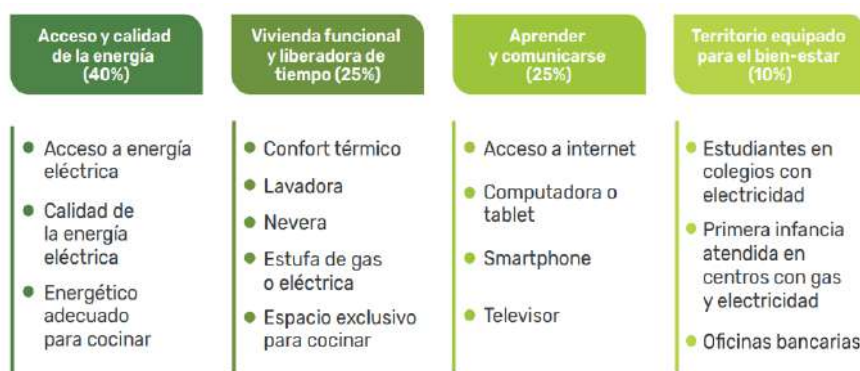 Acceso y calidad
de la energía
(40%)
Acceso a energía
eléctrica
Calidad de
la energía
eléctrica
Energético
adecuado
para cocinar
Vivienda funcional
y liberadora de
tiempo (25%)
Confort térmico
Lavadora
Nevera
Estufa de gas
o eléctrica
Espacio exclusivo
para cocinar
Aprender
y comunicarse
(25%)
Acceso a internet
Computadora o
tablet
Smartphone
Televisor
Territorio equipado
para el bien-estar
(10%)
Estudiantes en
colegios con
electricidad
Primera infancia
atendida en
centros con gas
y electricidad
Oficinas bancarias